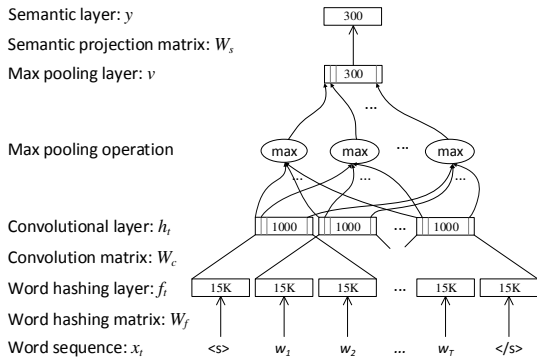 Semantic layer: y 300
Semantic projection matrix: Ws
Max pooling layer: v 300
...
Max pooling operation max max ... max
... ... ...
Convolutional layer: ht 1000 1000 ... 1000
Convolution matrix: Wc
Word hashing layer: ft 15K 15K 15K ... 15K 15K
Word hashing matrix: Wf
Word sequence: xt <s> w1 w2 ... wT </s>